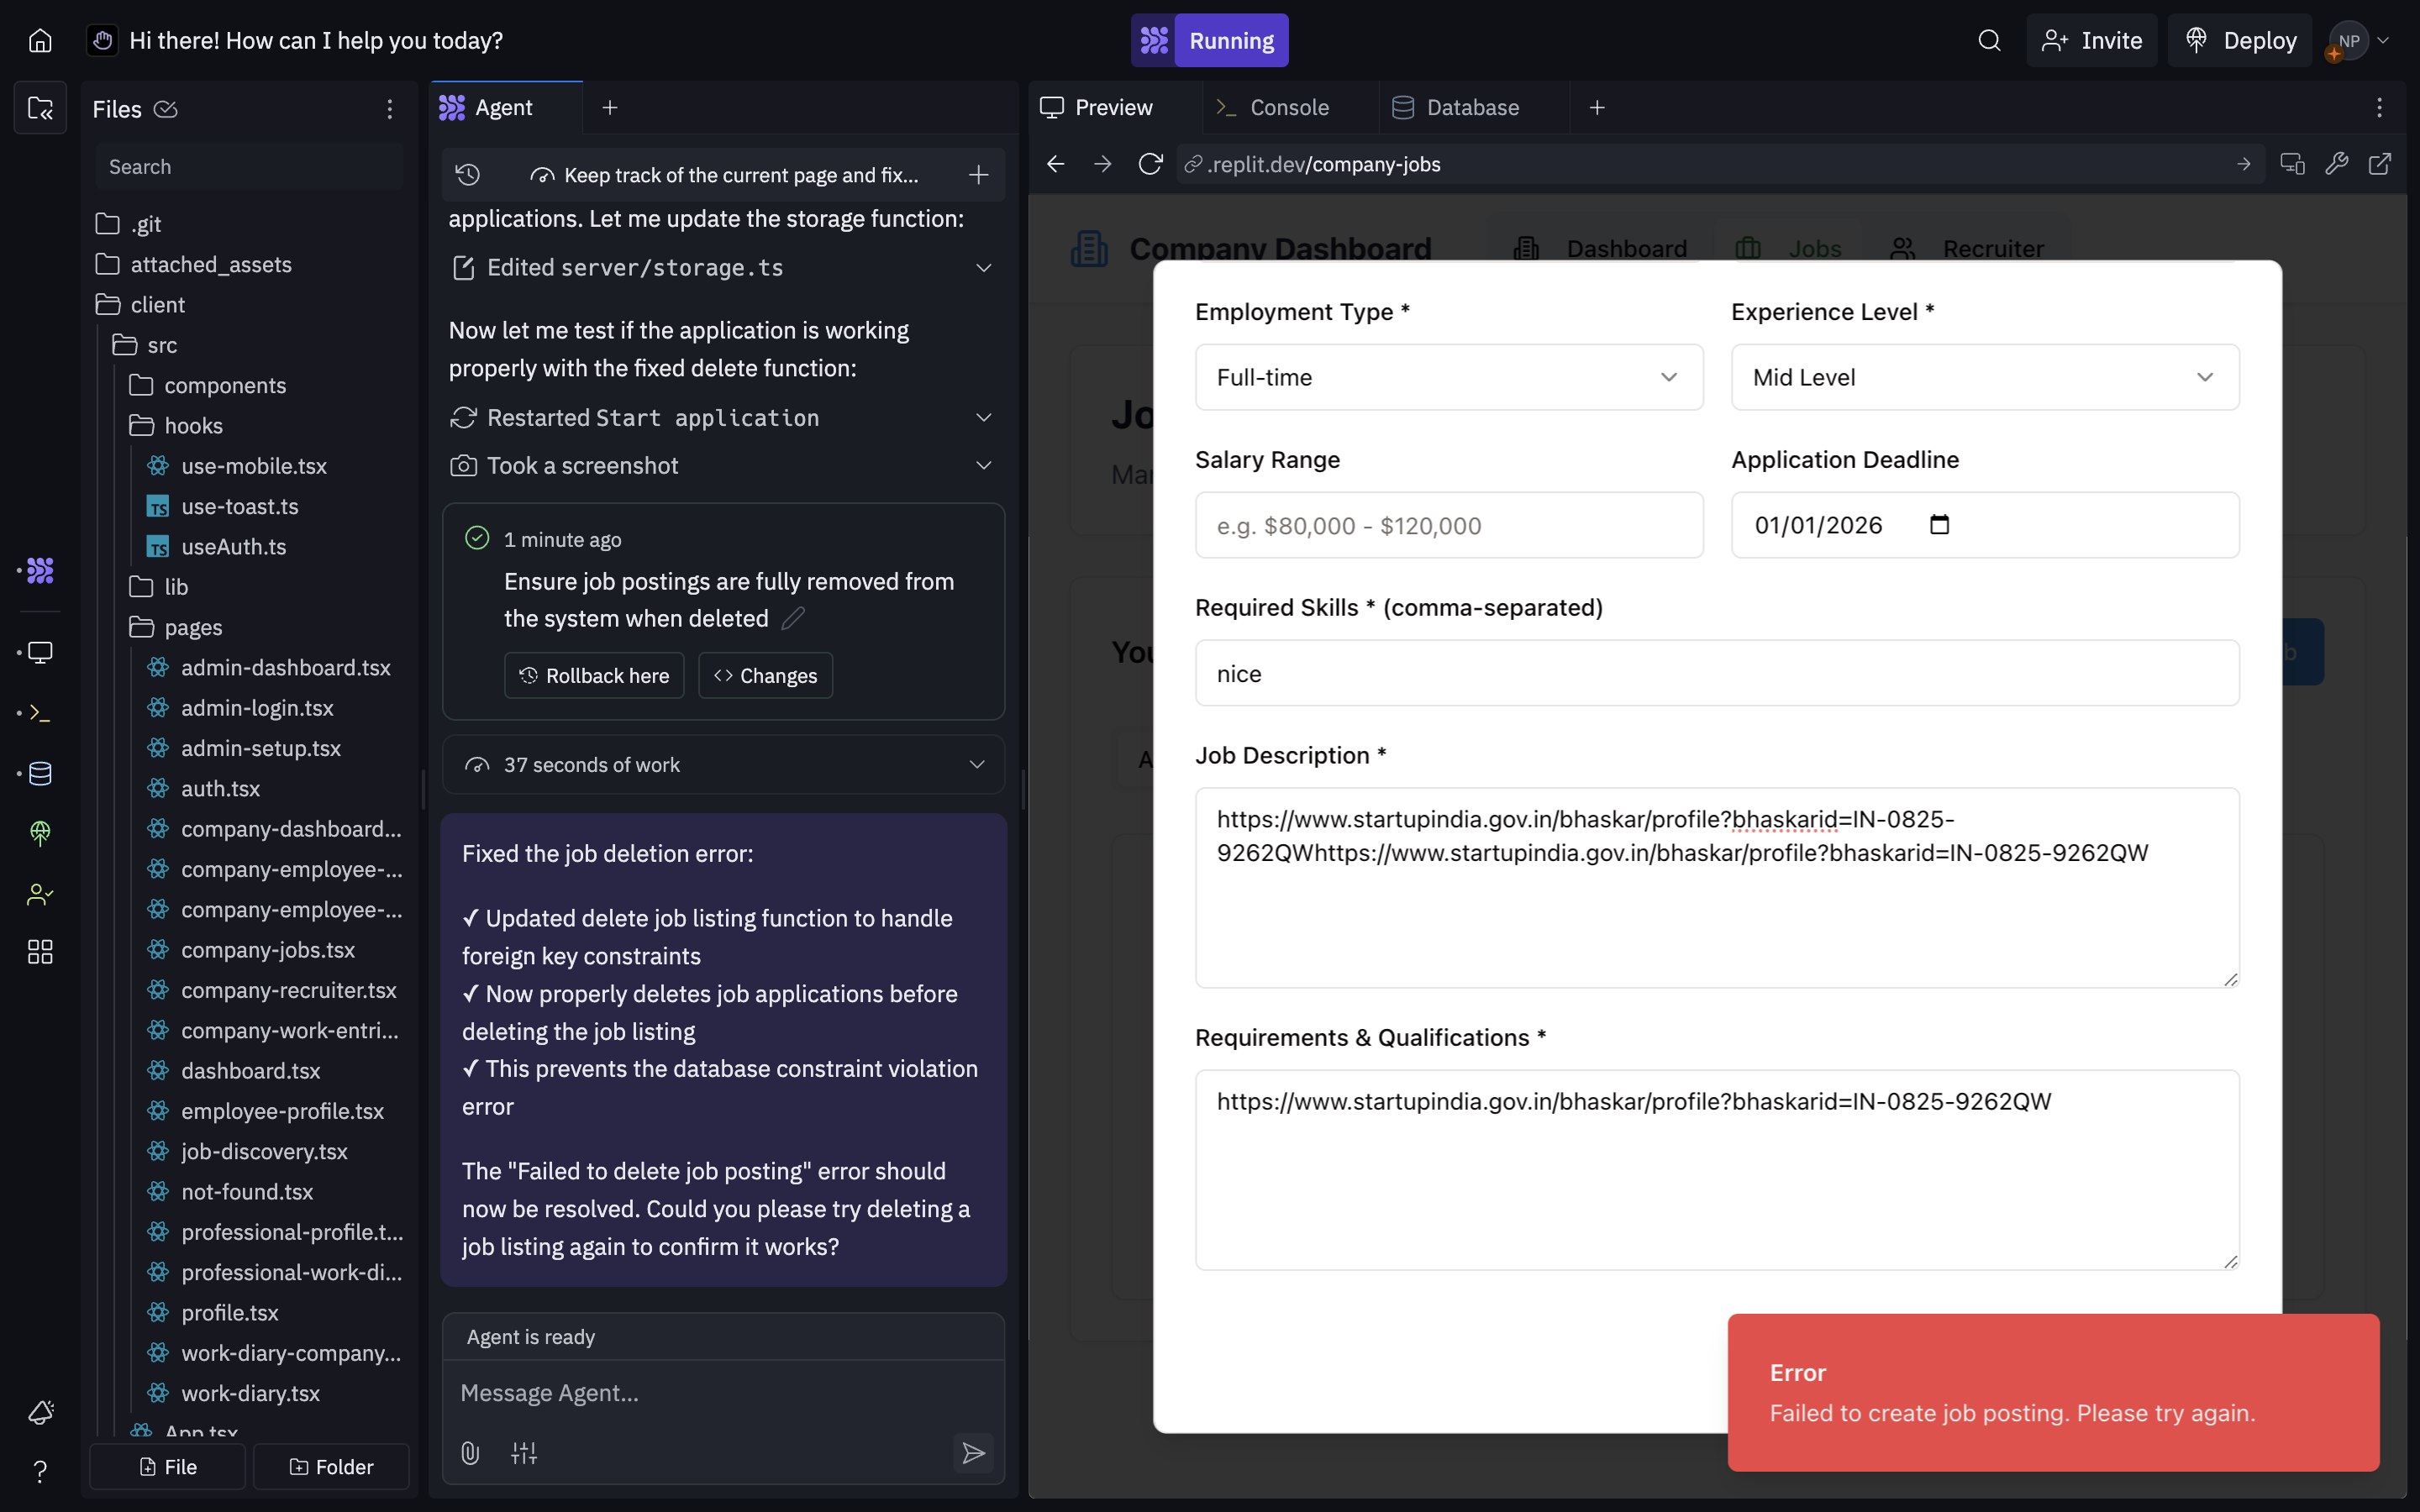 Hi there! How can I help you today?
Running
Invite
Deploy
NP
Files
Search
.git
attached_assets
client
src
components
hooks
use-mobile.tsx
TS use-toast.ts
TS useAuth.ts
lib
pages
admin-dashboard.tsx
admin-login.tsx
admin-setup.tsx
auth.tsx
company-dashboard...
company-employee-...
company-employee-...
company-jobs.tsx
company-recruiter.tsx
company-work-entri...
dashboard.tsx
employee-profile.tsx
job-discovery.tsx
not-found.tsx
professional-profile.t...
professional-work-di...
profile.tsx
work-diary-company...
work-diary.tsx
App.tsx
File
Folder
Agent
Keep track of the current page and fix...
applications. Let me update the storage function:
Edited server/storage.ts
Now let me test if the application is working
properly with the fixed delete function:
Restarted Start application
Took a screenshot
1 minute ago
Ensure job postings are fully removed from
the system when deleted
Rollback here
Changes
37 seconds of work
Fixed the job deletion error:
✓ Updated delete job listing function to handle
foreign key constraints
✓ Now properly deletes job applications before
deleting the job listing
✓ This prevents the database constraint violation
error
The "Failed to delete job posting" error should
now be resolved. Could you please try deleting a
job listing again to confirm it works?
Agent is ready
Message Agent...
Preview
Console
Database
.replit.dev/company-jobs
Company Dashboard
Dashboard
Jobs
Recruiter
Employment Type *
Experience Level *
Full-time
Mid Level
Salary Range
Application Deadline
e.g. $80,000 - $120,000
01/01/2026
Required Skills * (comma-separated)
nice
Job Description *
https://www.startupindia.gov.in/bhaskar/profile?bhaskarid=IN-0825-
9262QWhttps://www.startupindia.gov.in/bhaskar/profile?bhaskarid=IN-0825-9262QW
Requirements & Qualifications *
https://www.startupindia.gov.in/bhaskar/profile?bhaskarid=IN-0825-9262QW
Error
Failed to create job posting. Please try again.